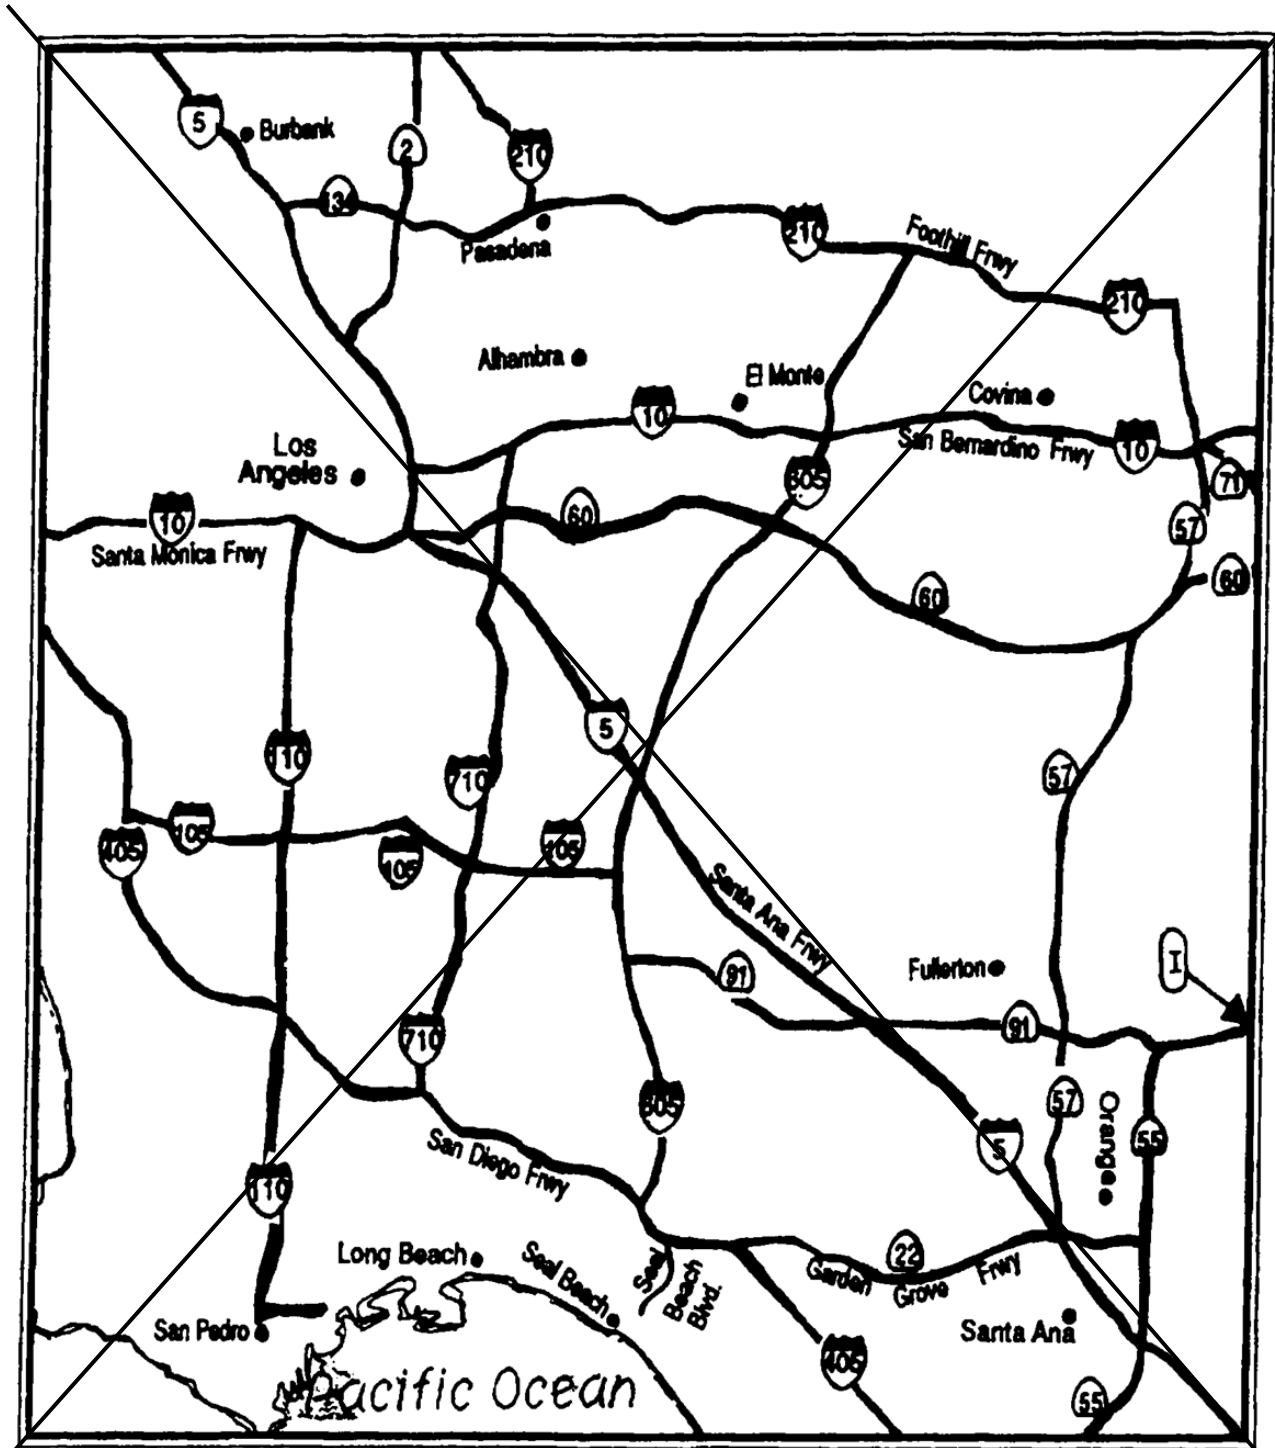 5
Burbank
2
210
134
Pasadena
210
Foothill Frwy
210
Alhambra
El Monte
10
Covina
San Bernardino Frwy
10
Los
Angeles
605
71
10
Santa Monica Frwy
60
57
60
60
5
110
710
57
105
405
105
105
Santa Ana Frwy
91
Fullerton
I
91
710
605
57
Orange
55
5
San Diego Frwy
110
Long Beach
Seal Beach
Seal
Beach
Blvd.
22
Garden
Grove
Frwy
San Pedro
Santa Ana
405
Pacific Ocean
55